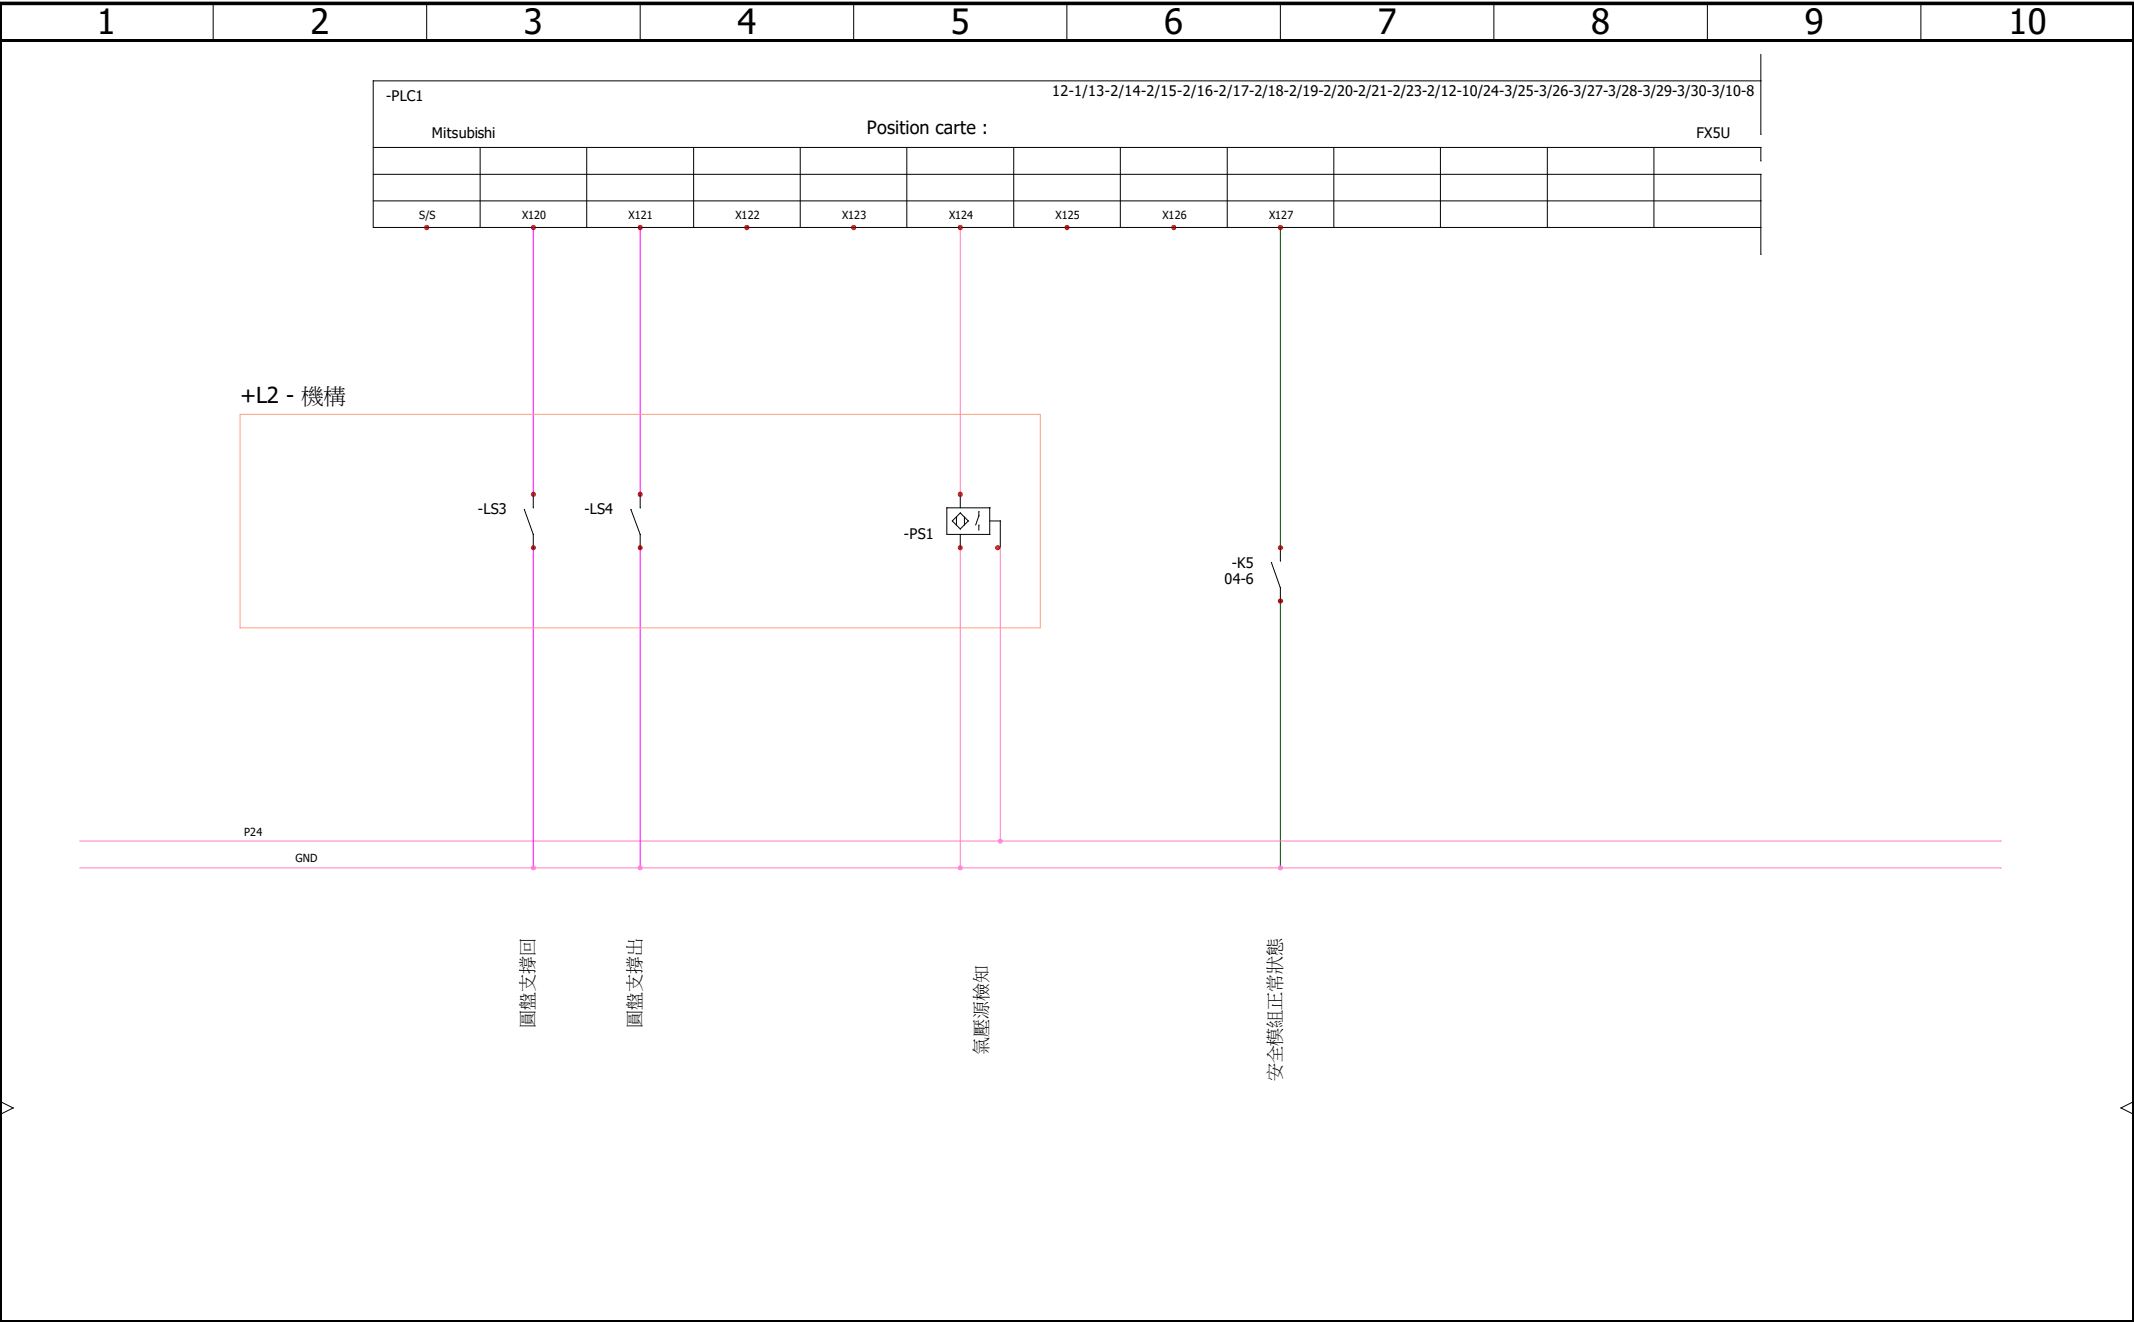 1 2 3 4 5 6 7 8 9 10
-PLC1 12-1/13-2/14-2/15-2/16-2/17-2/18-2/19-2/20-2/21-2/23-2/12-10/24-3/25-3/26-3/27-3/28-3/29-3/30-3/10-8
Mitsubishi Position carte : FX5U
S/S X120 X121 X122 X123 X124 X125 X126 X127
+L2 - 機構
-LS3 -LS4
-PS1
-K5
04-6
P24
GND
圓盤支撐回
圓盤支撐出
氣壓源檢知
安全模組正常狀態